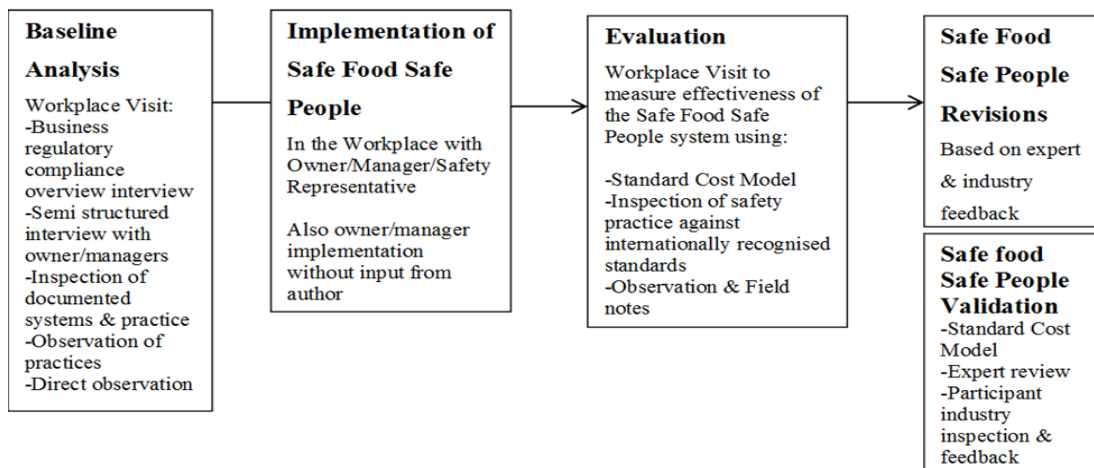 Baseline
Analysis
Workplace Visit:
-Business
regulatory
compliance
overview interview
-Semi structured
interview with
owner/managers
-Inspection of
documented
systems & practice
-Observation of
practices
-Direct observation
Implementation of
Safe Food Safe
People
In the Workplace with
Owner/Manager/Safety
Representative
Also owner/manager
implementation
without input from
author
Evaluation
Workplace Visit to
measure effectiveness of
the Safe Food Safe
People system using:
-Standard Cost Model
-Inspection of safety
practice against
internationally recognised
standards
-Observation & Field
notes
Safe Food
Safe People
Revisions
Based on expert
& industry
feedback
Safe food
Safe People
Validation
-Standard Cost
Model
-Expert review
-Participant
industry
inspection &
feedback